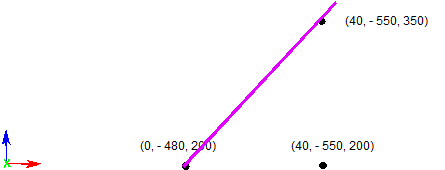 (40, - 550, 350)
(0, - 480, 200)
(40, - 550, 200)